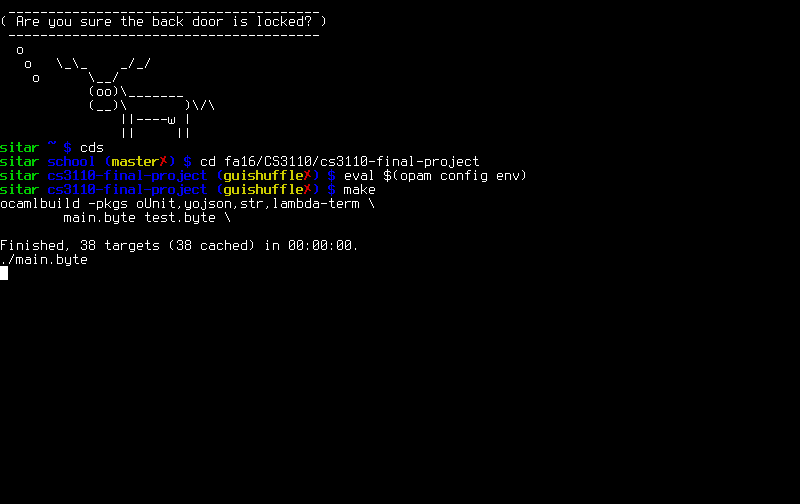 _______________________________________
( Are you sure the back door is locked? )
 ---------------------------------------
  o
   o   \_\_    _/_/
    o      \__/
           (oo)\_______
           (__)\       )\/\
               ||----w |
               ||     ||
sitar ~ $ cds
sitar school (master✗) $ cd fa16/CS3110/cs3110-final-project
sitar cs3110-final-project (guishuffle✗) $ eval $(opam config env)
sitar cs3110-final-project (guishuffle✗) $ make
ocamlbuild -pkgs oUnit,yojson,str,lambda-term \
        main.byte test.byte \

Finished, 38 targets (38 cached) in 00:00:00.
./main.byte